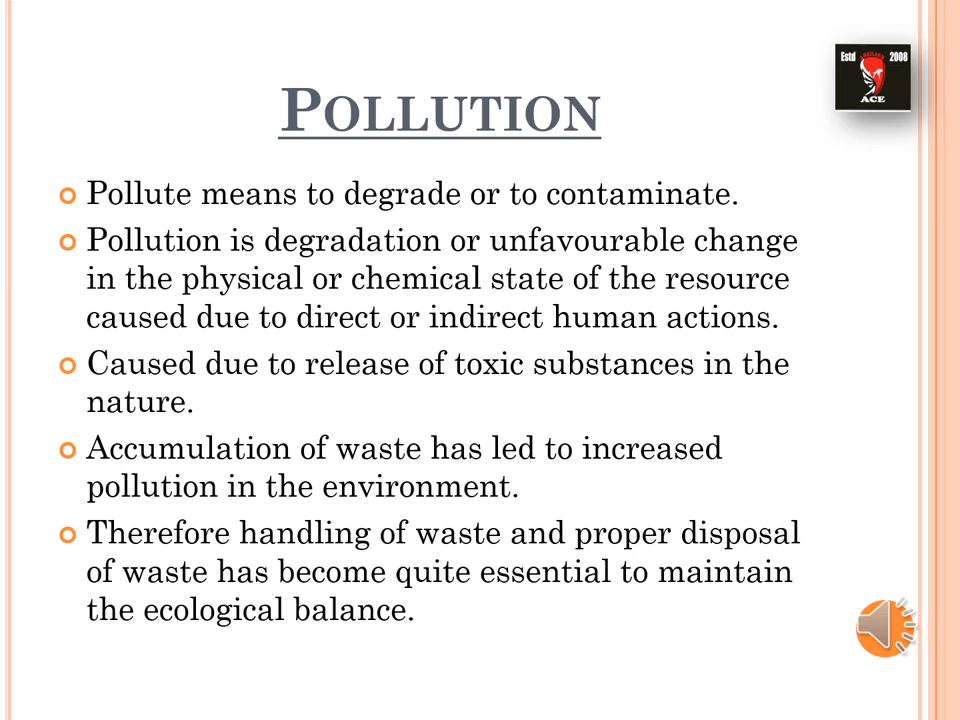 Estd 2008
ACE
POLLUTION
Pollute means to degrade or to contaminate.
Pollution is degradation or unfavourable change
in the physical or chemical state of the resource
caused due to direct or indirect human actions.
Caused due to release of toxic substances in the
nature.
Accumulation of waste has led to increased
pollution in the environment.
Therefore handling of waste and proper disposal
of waste has become quite essential to maintain
the ecological balance.